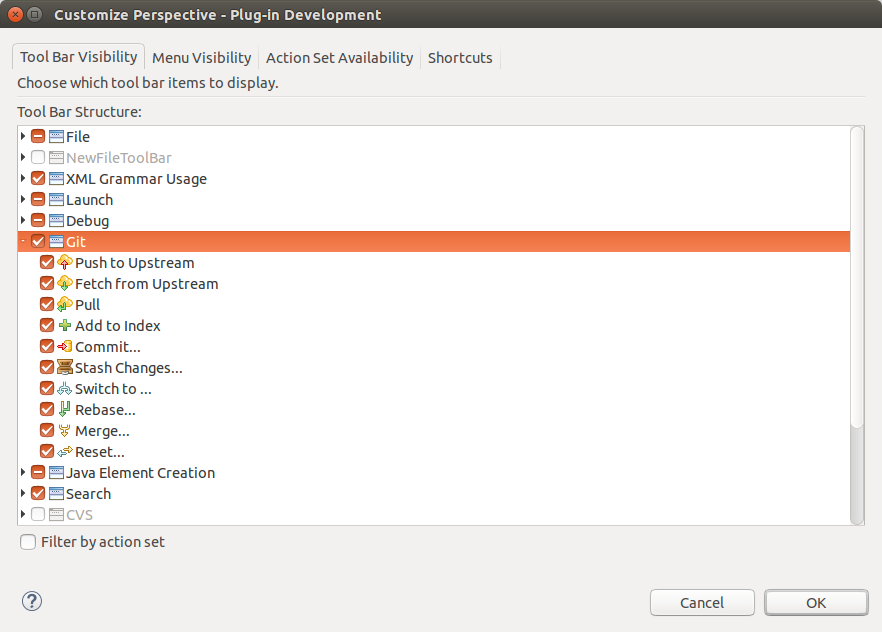 Customize Perspective - Plug-in Development
Tool Bar Visibility Menu Visibility Action Set Availability Shortcuts
Choose which tool bar items to display.
Tool Bar Structure:
File
NewFileToolBar
XML Grammar Usage
Launch
Debug
Git
Push to Upstream
Fetch from Upstream
Pull
Add to Index
Commit...
Stash Changes...
Switch to ...
Rebase...
Merge...
Reset...
Java Element Creation
Search
CVS
Filter by action set
? Cancel OK